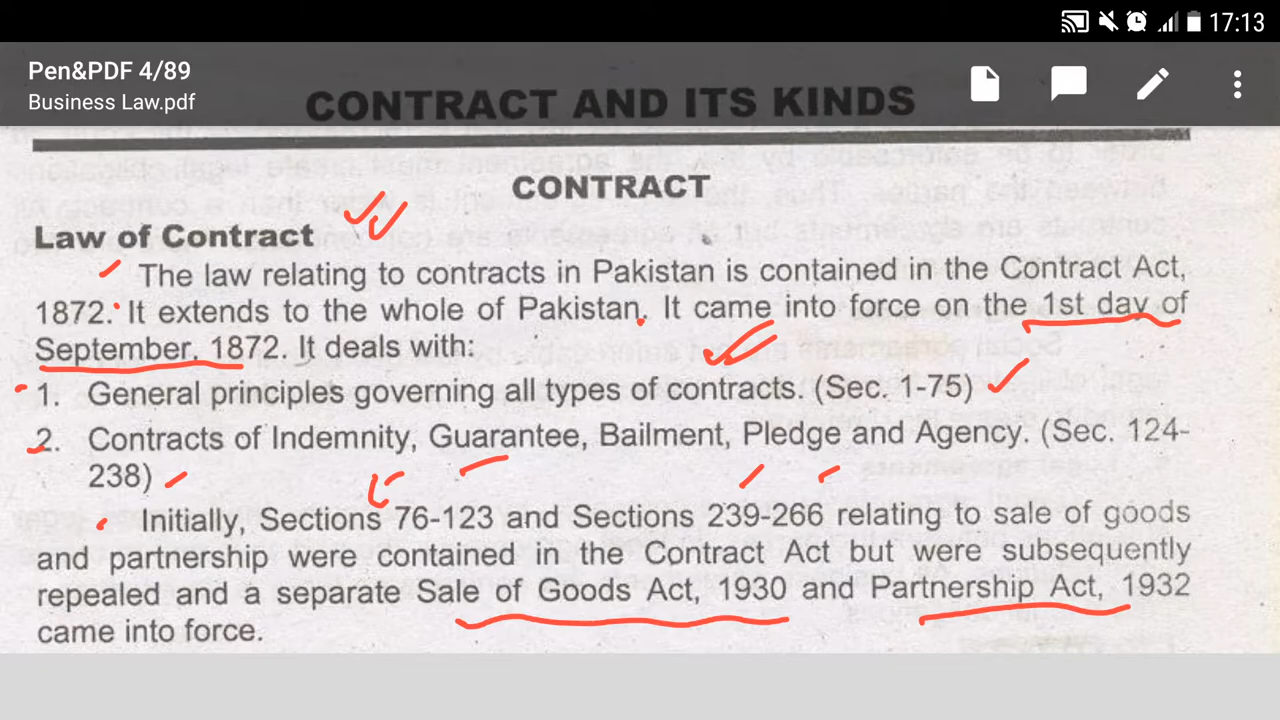 17:13
Pen&PDF 4/89
Business Law.pdf
CONTRACT AND ITS KINDS
CONTRACT
Law of Contract
The law relating to contracts in Pakistan is contained in the Contract Act,
1872. It extends to the whole of Pakistan. It came into force on the 1st day of
September, 1872. It deals with:
1. General principles governing all types of contracts. (Sec. 1-75)
2. Contracts of Indemnity, Guarantee, Bailment, Pledge and Agency. (Sec. 124-
238)
Initially, Sections 76-123 and Sections 239-266 relating to sale of goods
and partnership were contained in the Contract Act but were subsequently
repealed and a separate Sale of Goods Act, 1930 and Partnership Act, 1932
came into force.